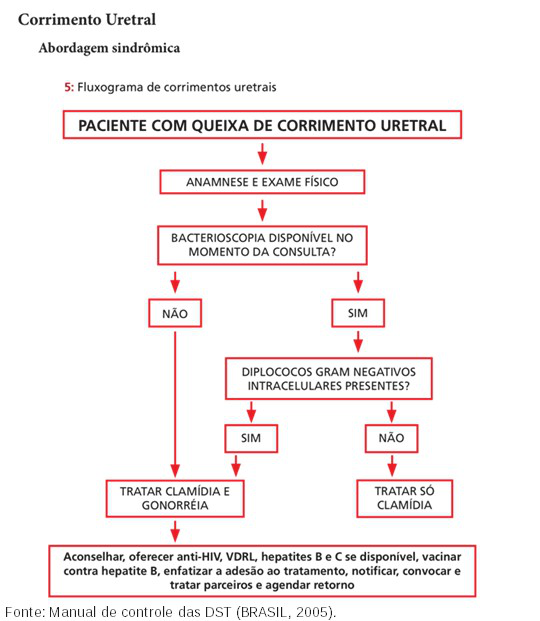 Corrimento Uretral
Abordagem sindrômica
5: Fluxograma de corrimentos uretrais
PACIENTE COM QUEIXA DE CORRIMENTO URETRAL
ANAMNESE E EXAME FÍSICO
BACTERIOSCOPIA DISPONÍVEL NO
MOMENTO DA CONSULTA?
NÃO
SIM
DIPLOCOCOS GRAM NEGATIVOS
INTRACELULARES PRESENTES?
SIM
NÃO
TRATAR CLAMÍDIA E
GONORRÉIA
TRATAR SÓ
CLAMÍDIA
Aconselhar, oferecer anti-HIV, VDRL, hepatites B e C se disponível, vacinar
contra hepatite B, enfatizar a adesão ao tratamento, notificar, convocar e
tratar parceiros e agendar retorno
Fonte: Manual de controle das DST (BRASIL, 2005).